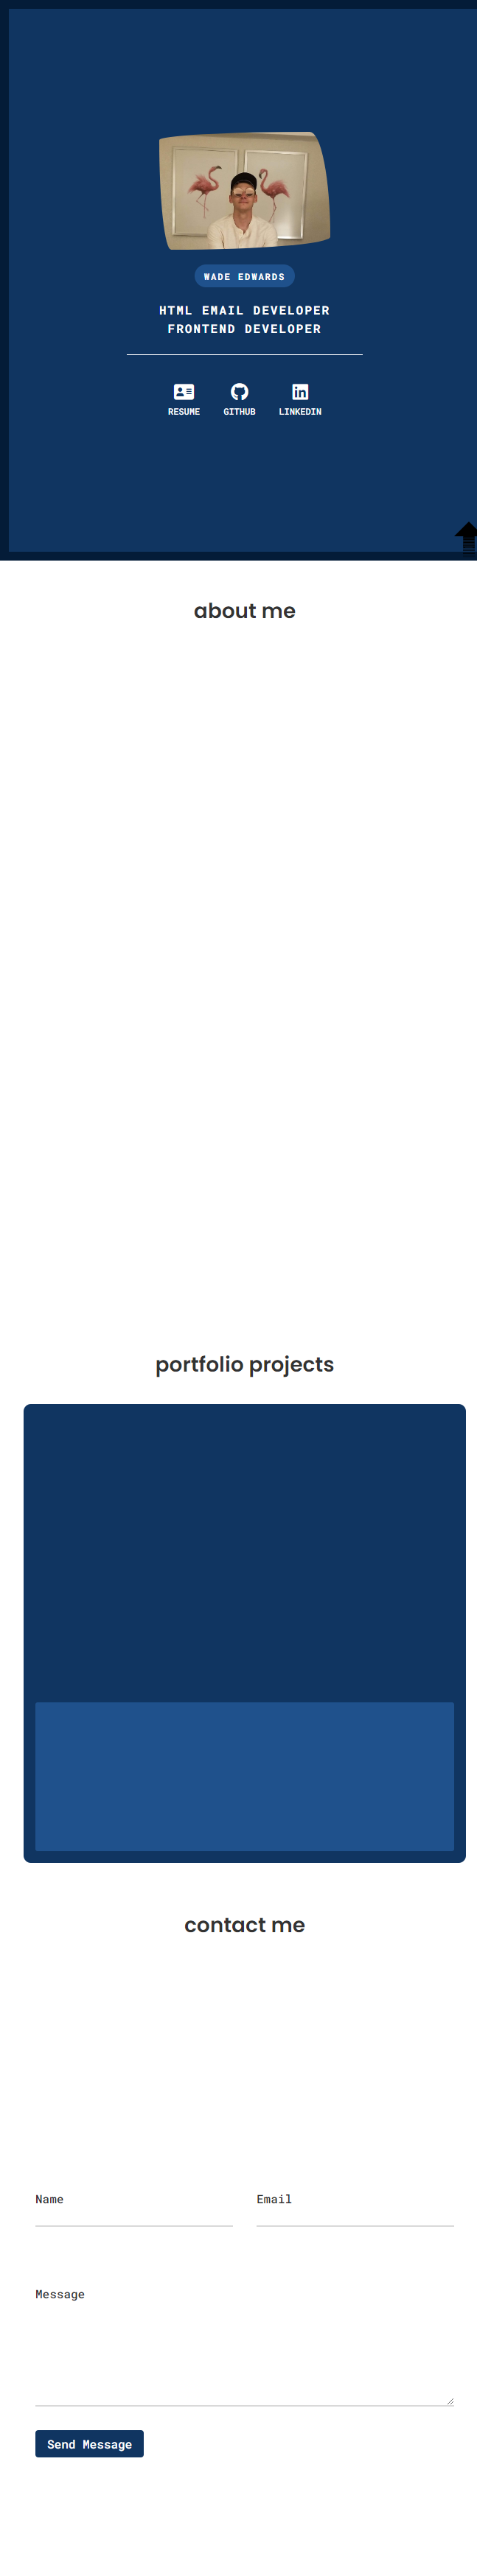 WADE EDWARDS
HTML EMAIL DEVELOPER
FRONTEND DEVELOPER
RESUME GITHUB LINKEDIN
about me
portfolio projects
contact me
Name Email
Message
Send Message